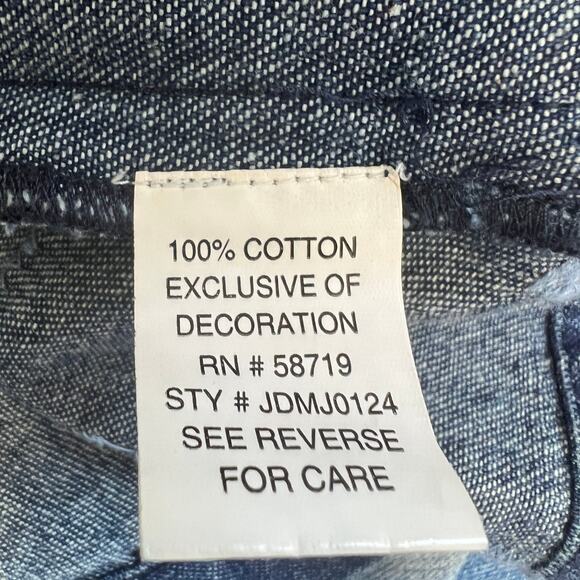 100% COTTON
EXCLUSIVE OF
DECORATION
RN # 58719
STY # JDMJ0124
SEE REVERSE
FOR CARE